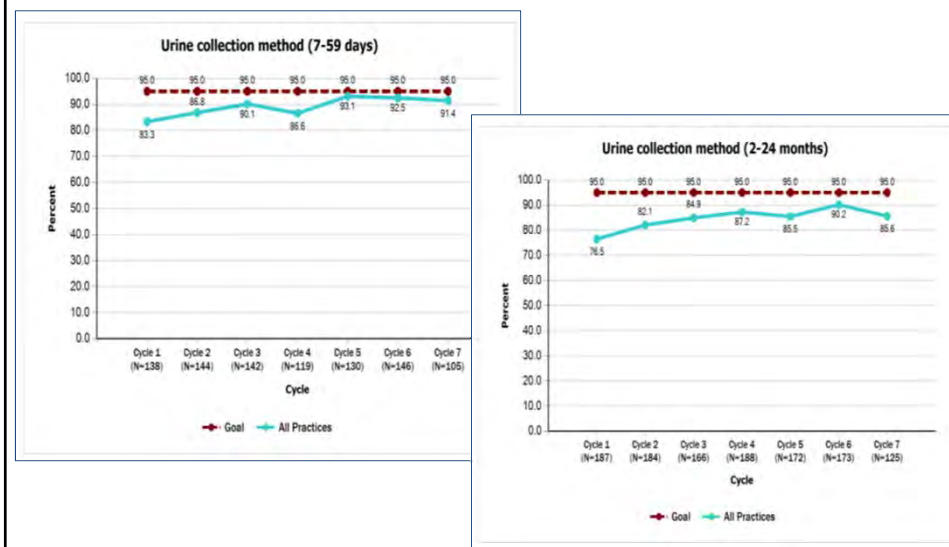 Urine collection method (7-59 days)
100.0
90.0
80.0
70.0
60.0
50.0
40.0
30.0
20.0
10.0
0.0
Percent
95.0 95.0 95.0 95.0 95.0 95.0 95.0
83.3 86.8 90.1 86.6 93.1 92.5 91.4
Cycle 1 Cycle 2 Cycle 3 Cycle 4 Cycle 5 Cycle 6 Cycle 7
(N=138) (N=144) (N=142) (N=119) (N=130) (N=146) (N=105)
Cycle
Goal All Practices
Urine collection method (2-24 months)
100.0
90.0
80.0
70.0
60.0
50.0
40.0
30.0
20.0
10.0
0.0
Percent
95.0 95.0 95.0 95.0 95.0 95.0 95.0
76.5 82.1 84.9 87.2 85.5 90.2 85.6
Cycle 1 Cycle 2 Cycle 3 Cycle 4 Cycle 5 Cycle 6 Cycle 7
(N=187) (N=184) (N=166) (N=188) (N=172) (N=173) (N=125)
Cycle
Goal All Practices